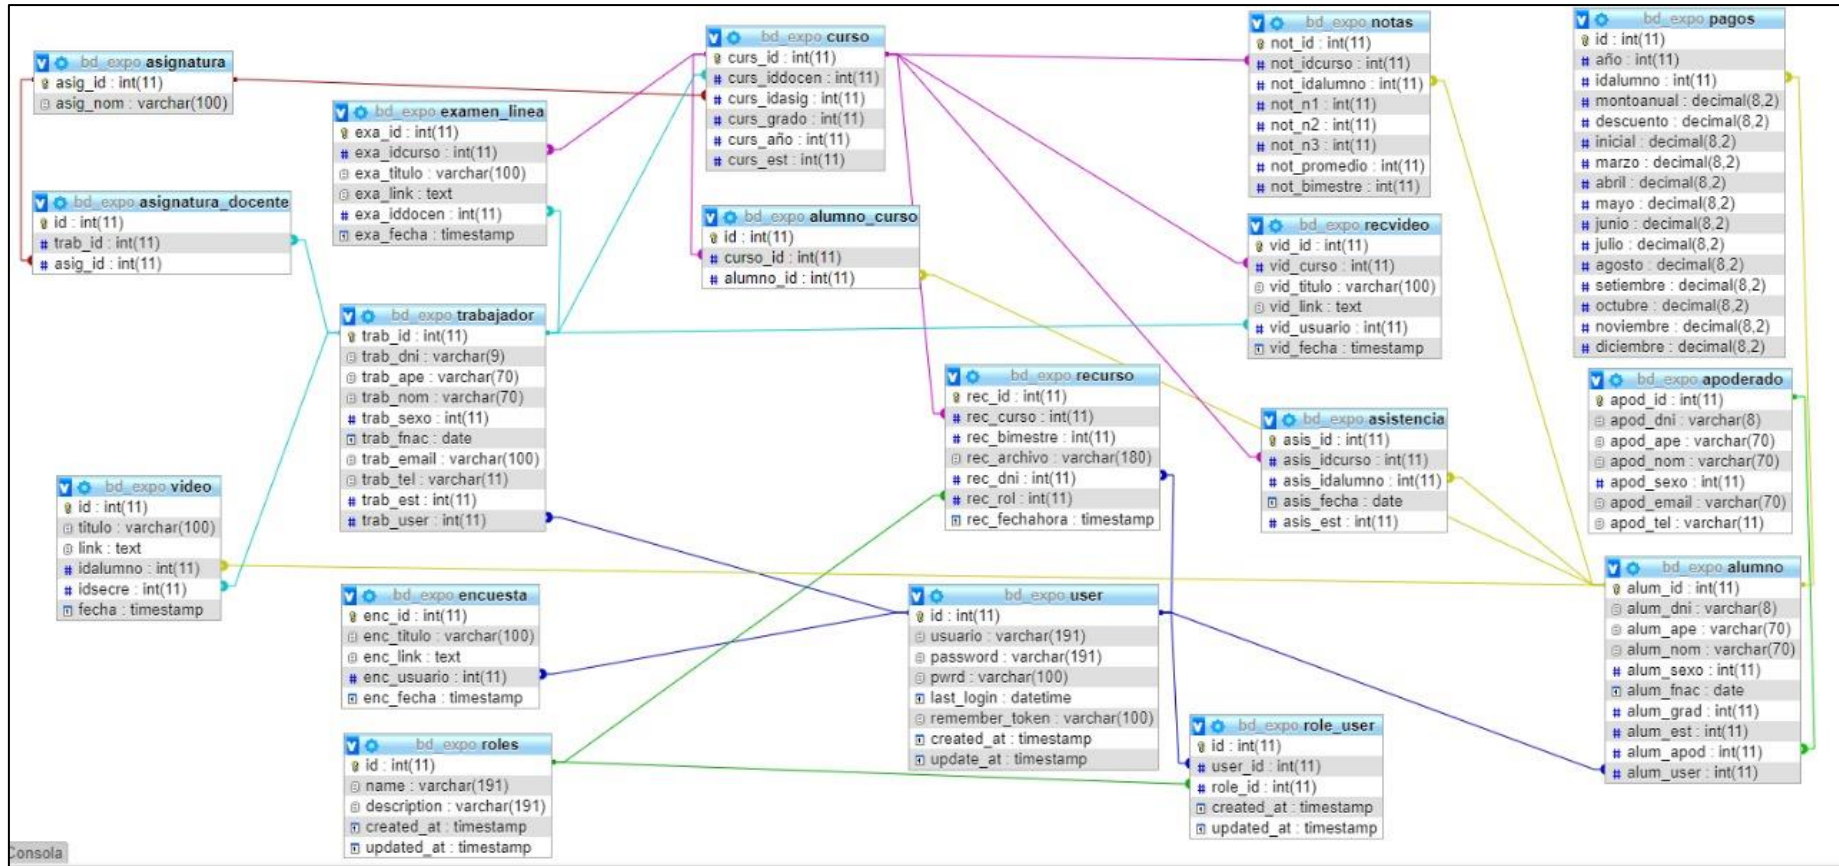 bd_expo asignatura
asig_id : int(11)
asig_nom : varchar(100)
bd_expo asignatura_docente
id : int(11)
trab_id : int(11)
asig_id : int(11)
bd_expo examen_linea
exa_id : int(11)
exa_idcurso : int(11)
exa_titulo : varchar(100)
exa_link : text
exa_iddocen : int(11)
exa_fecha : timestamp
bd_expo trabajador
trab_id : int(11)
trab_dni : varchar(9)
trab_ape : varchar(70)
trab_nom : varchar(70)
trab_sexo : int(11)
trab_fnac : date
trab_email : varchar(100)
trab_tel : varchar(11)
trab_est : int(11)
trab_user : int(11)
bd_expo video
id : int(11)
titulo : varchar(100)
link : text
idalumno : int(11)
idsecre : int(11)
fecha : timestamp
bd_expo encuesta
enc_id : int(11)
enc_titulo : varchar(100)
enc_link : text
enc_usuario : int(11)
enc_fecha : timestamp
bd_expo roles
id : int(11)
name : varchar(191)
description : varchar(191)
created_at : timestamp
updated_at : timestamp
bd_expo curso
curs_id : int(11)
curs_iddocen : int(11)
curs_idasig : int(11)
curs_grado : int(11)
curs_año : int(11)
curs_est : int(11)
bd_expo alumno_curso
id : int(11)
curso_id : int(11)
alumno_id : int(11)
bd_expo recurso
rec_id : int(11)
rec_curso : int(11)
rec_bimestre : int(11)
rec_archivo : varchar(180)
rec_dni : int(11)
rec_rol : int(11)
rec_fechahora : timestamp
bd_expo user
id : int(11)
usuario : varchar(191)
password : varchar(191)
pwrd : varchar(100)
last_login : datetime
remember_token : varchar(100)
created_at : timestamp
update_at : timestamp
bd_expo notas
not_id : int(11)
not_idcurso : int(11)
not_idalumno : int(11)
not_n1 : int(11)
not_n2 : int(11)
not_n3 : int(11)
not_promedio : int(11)
not_bimestre : int(11)
bd_expo recvideo
vid_id : int(11)
vid_curso : int(11)
vid_titulo : varchar(100)
vid_link : text
vid_usuario : int(11)
vid_fecha : timestamp
bd_expo asistencia
asis_id : int(11)
asis_idcurso : int(11)
asis_idalumno : int(11)
asis_fecha : date
asis_est : int(11)
bd_expo role_user
id : int(11)
user_id : int(11)
role_id : int(11)
created_at : timestamp
updated_at : timestamp
bd_expo pagos
id : int(11)
año : int(11)
idalumno : int(11)
montoanual : decimal(8,2)
descuento : decimal(8,2)
inicial : decimal(8,2)
marzo : decimal(8,2)
abril : decimal(8,2)
mayo : decimal(8,2)
junio : decimal(8,2)
julio : decimal(8,2)
agosto : decimal(8,2)
setiembre : decimal(8,2)
octubre : decimal(8,2)
noviembre : decimal(8,2)
diciembre : decimal(8,2)
bd_expo apoderado
apod_id : int(11)
apod_dni : varchar(8)
apod_ape : varchar(70)
apod_nom : varchar(70)
apod_sexo : int(11)
apod_email : varchar(70)
apod_tel : varchar(11)
bd_expo alumno
alum_id : int(11)
alum_dni : varchar(8)
alum_ape : varchar(70)
alum_nom : varchar(70)
alum_sexo : int(11)
alum_fnac : date
alum_grad : int(11)
alum_est : int(11)
alum_apod : int(11)
alum_user : int(11)
Consola